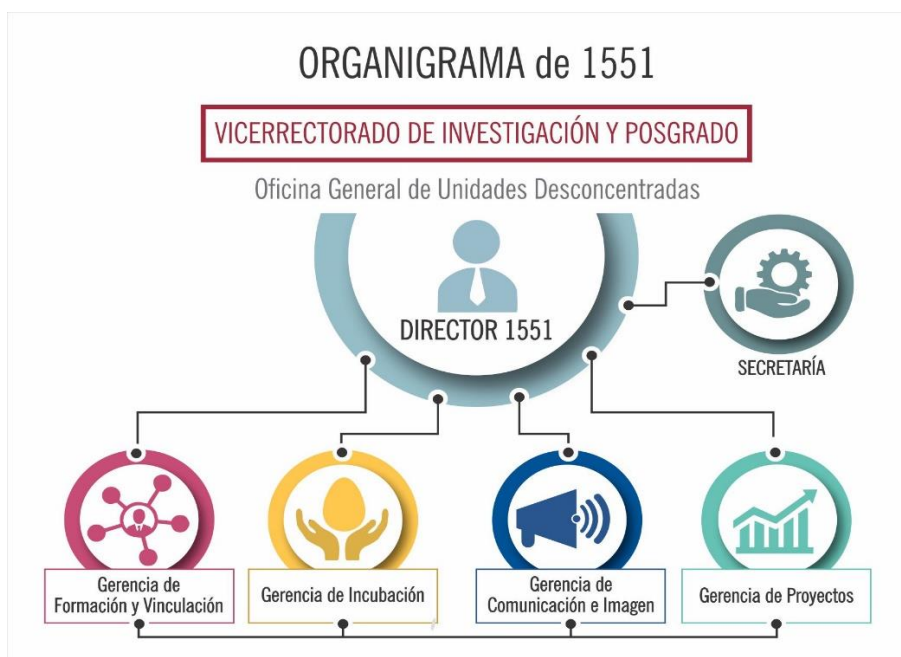 ORGANIGRAMA de 1551
VICERRECTORADO DE INVESTIGACIÓN Y POSGRADO
Oficina General de Unidades Desconcentradas
DIRECTOR 1551
SECRETARÍA
Gerencia de
Formación y Vinculación
Gerencia de Incubación
Gerencia de
Comunicación e Imagen
Gerencia de Proyectos